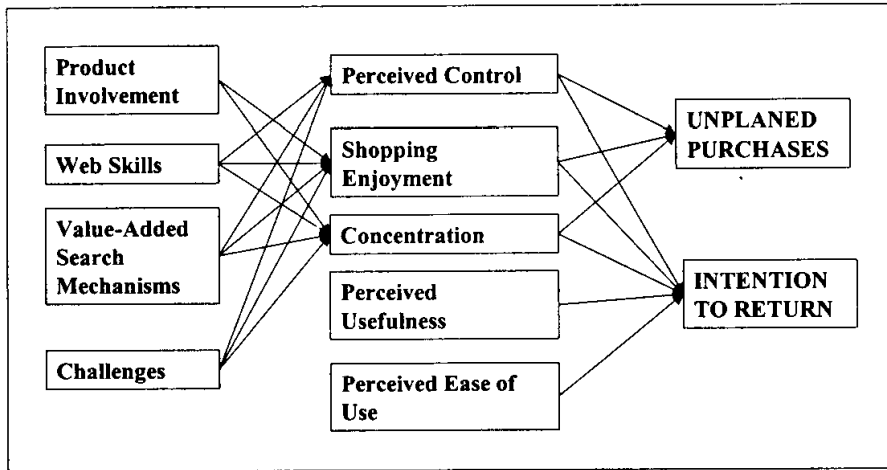 Product
Involvement
Web Skills
Value-Added
Search
Mechanisms
Challenges
Perceived Control
Shopping
Enjoyment
Concentration
Perceived
Usefulness
Perceived Ease of
Use
UNPLANED
PURCHASES
INTENTION
TO RETURN